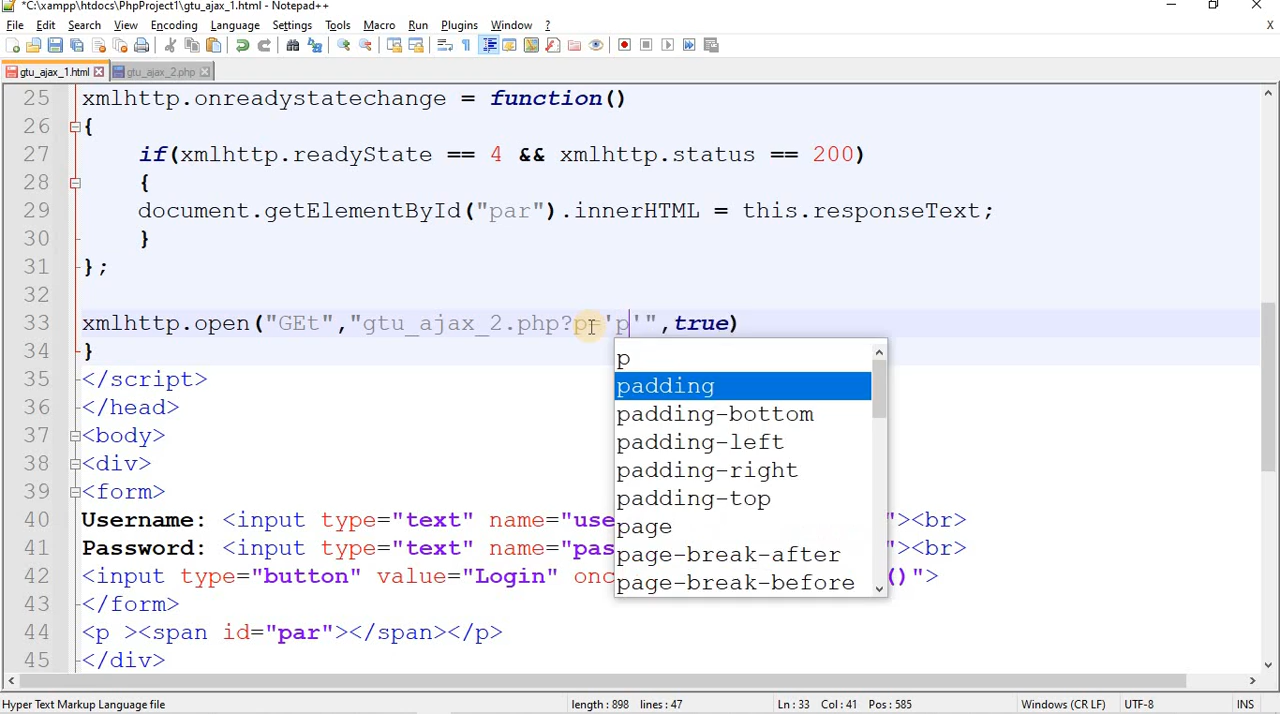 *C:\xampp\htdocs\PhpProject1\gtu_ajax_1.html - Notepad++
File Edit Search View Encoding Language Settings Tools Macro Run Plugins Window ?
X
gtu_ajax_1.html gtu_ajax_2.php
25 xmlhttp.onreadystatechange = function()
26 {
27 if(xmlhttp.readyState == 4 && xmlhttp.status == 200)
28 {
29 document.getElementById("par").innerHTML = this.responseText;
30 }
31 };
32
33 xmlhttp.open("GEt","gtu_ajax_2.php?p='p'",true)
34 }
p
35 </script>
padding
36 </head>
padding-bottom
37 <body>
padding-left
38 <div>
padding-right
39 <form>
padding-top
40 Username: <input type="text" name="use "><br>
page
41 Password: <input type="text" name="pas "><br>
page-break-after
42 <input type="button" value="Login" onc ()">
page-break-before
43 </form>
44 <p ><span id="par"></span></p>
45 </div>
Hyper Text Markup Language file length : 898 lines : 47 Ln : 33 Col : 41 Pos : 585 Windows (CR LF) UTF-8 INS